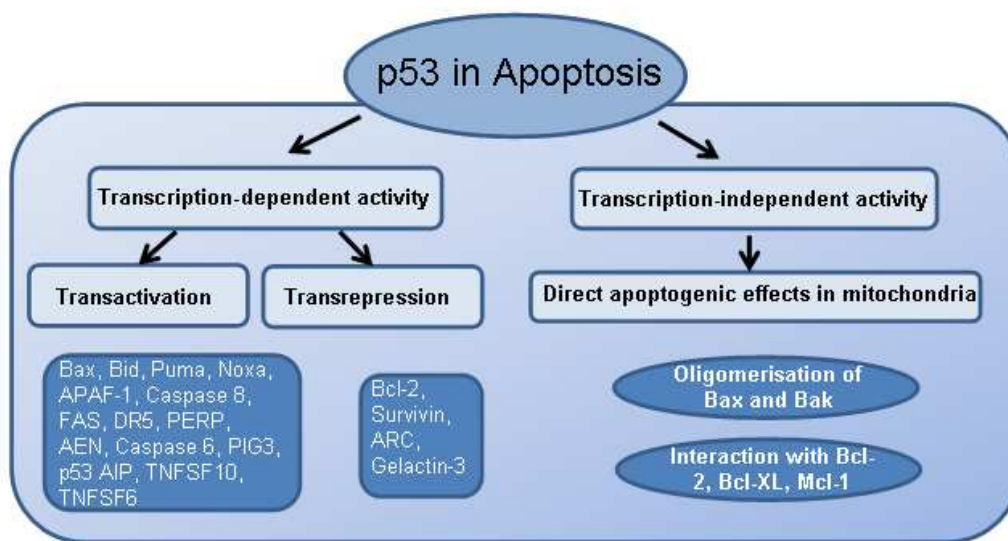 p53 in Apoptosis
Transcription-dependent activity
Transcription-independent activity
Transactivation
Transrepression
Direct apoptogenic effects in mitochondria
Bax, Bid, Puma, Noxa,
APAF-1, Caspase 8,
FAS, DR5, PERP,
AEN, Caspase 6, PIG3,
p53 AIP, TNFSF10,
TNFSF6
Bcl-2,
Survivin,
ARC,
Gelactin-3
Oligomerisation of
Bax and Bak
Interaction with Bcl-
2, Bcl-XL, Mcl-1